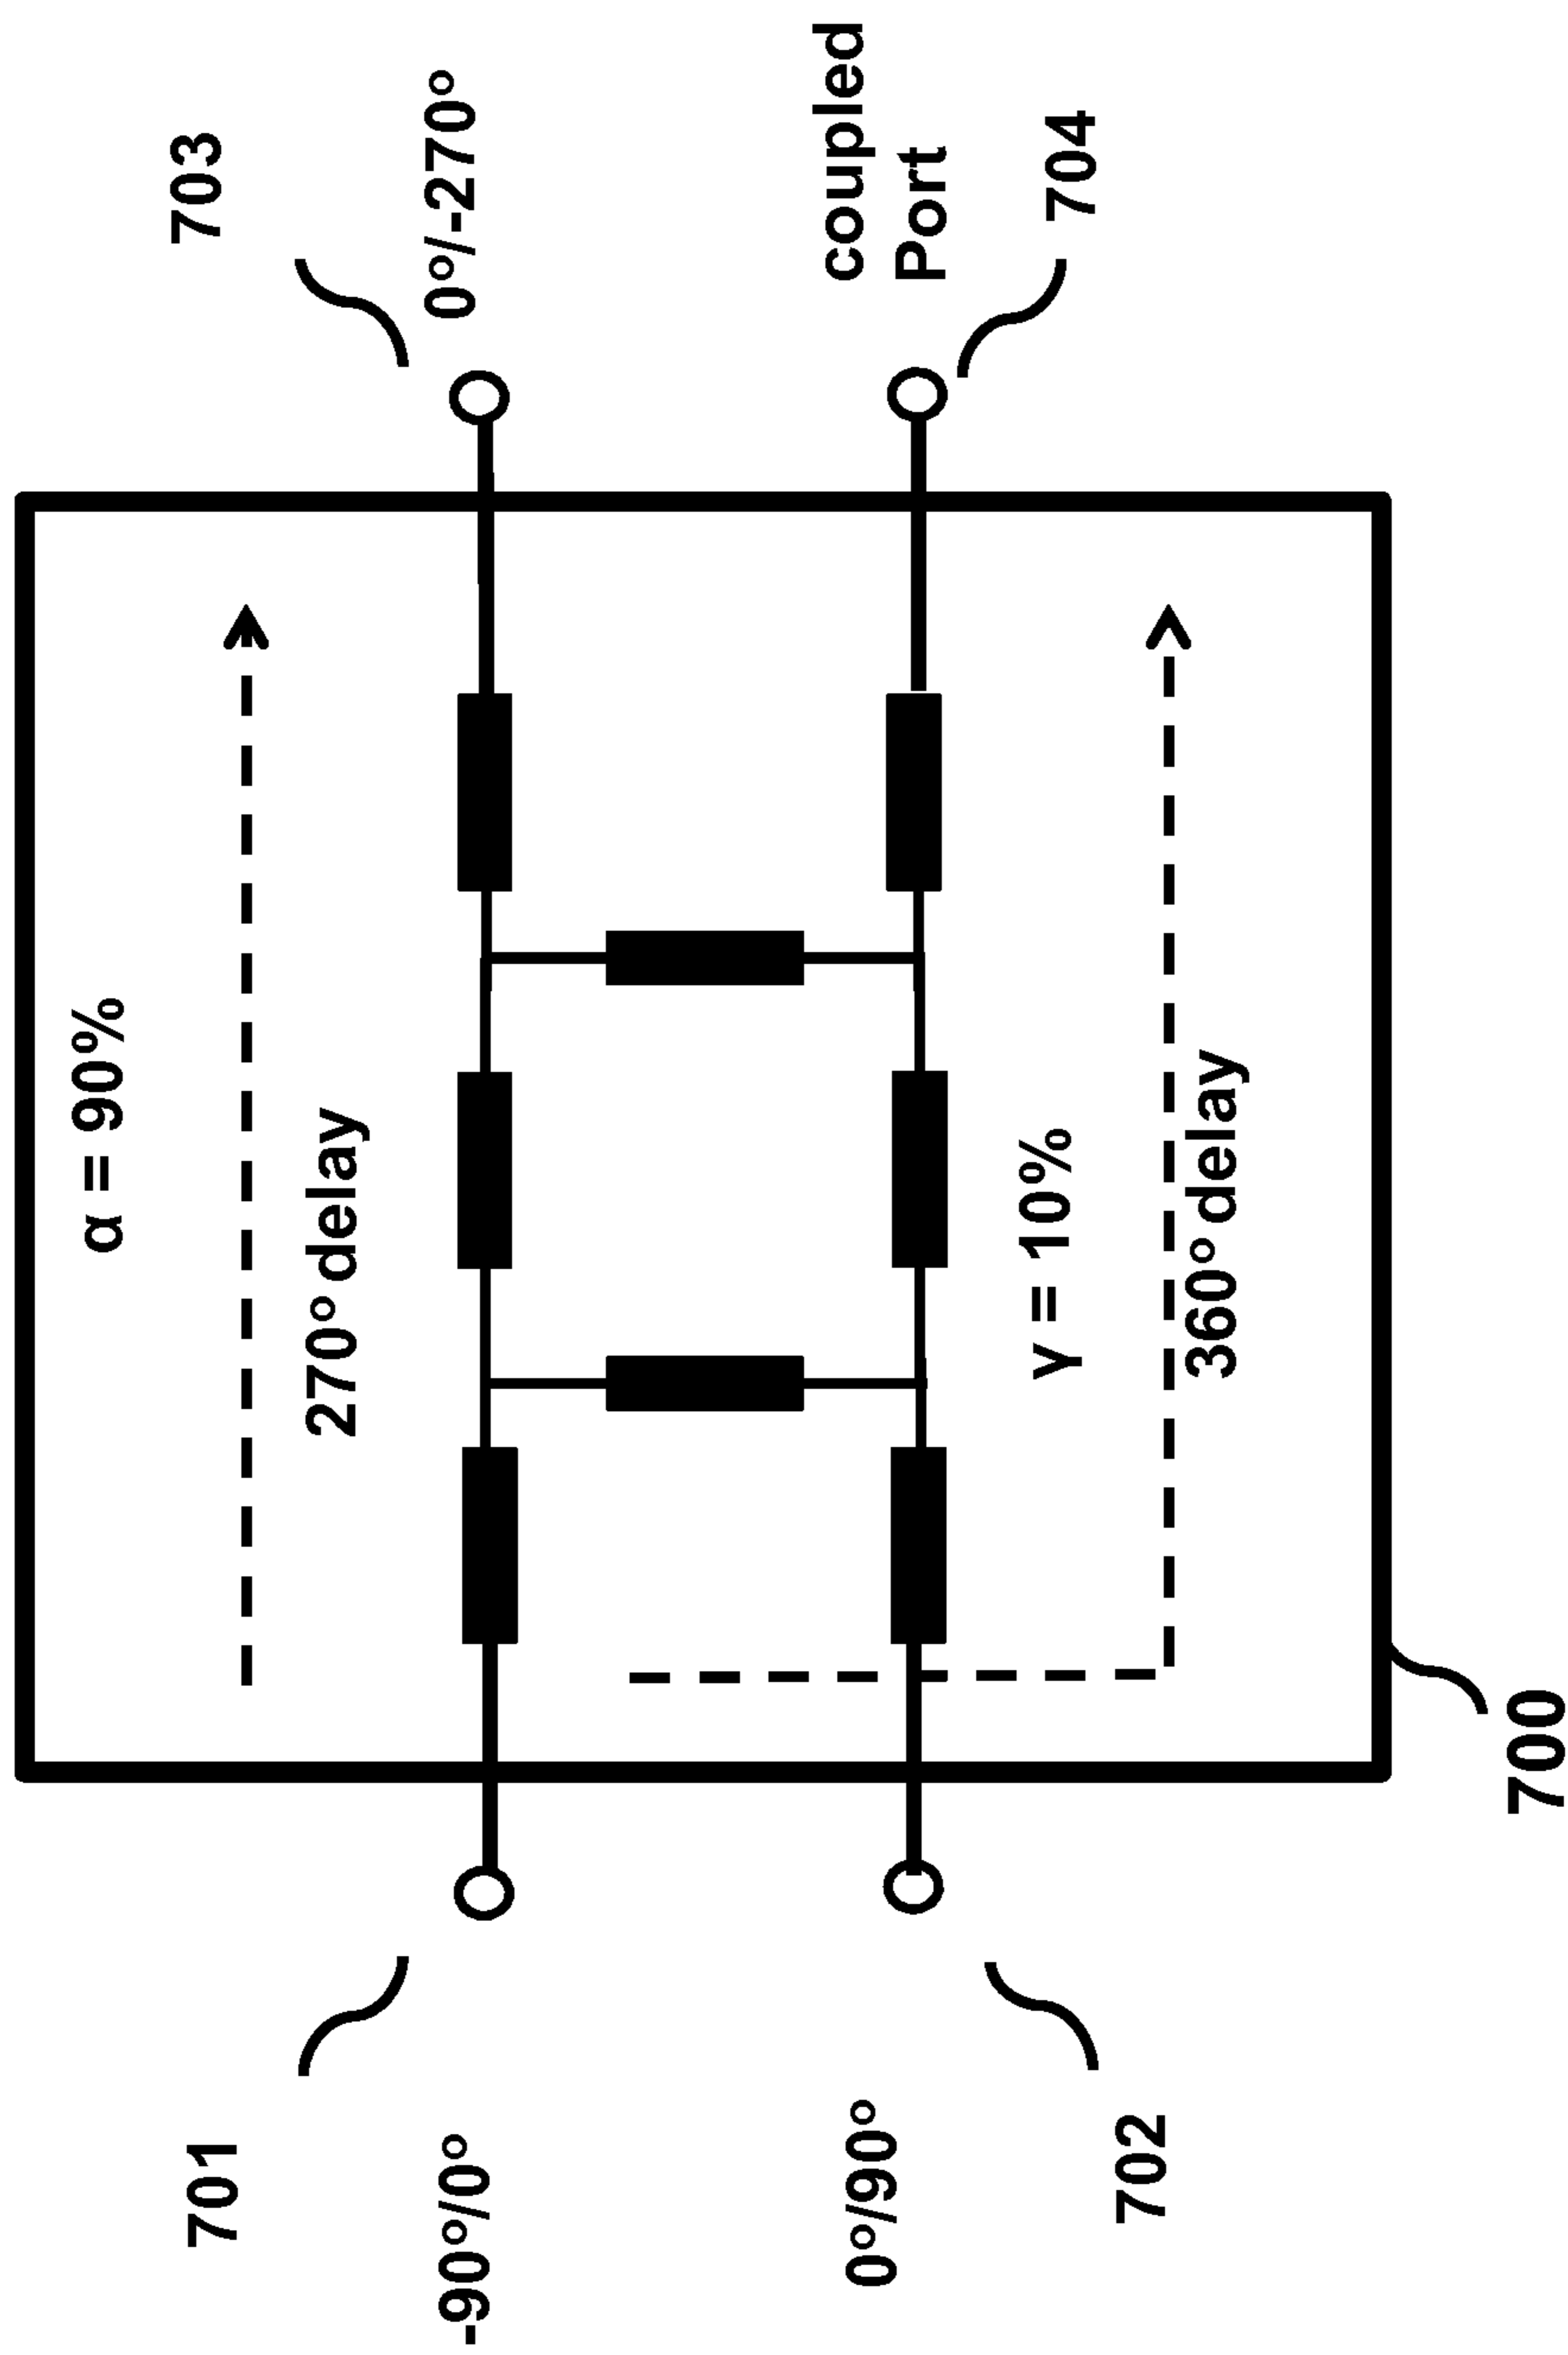 α = 90%
701
703
270° delay
-90°/0°
0°/-270°
0°/90°
coupled
Port
γ = 10%
704
702
360° delay
700